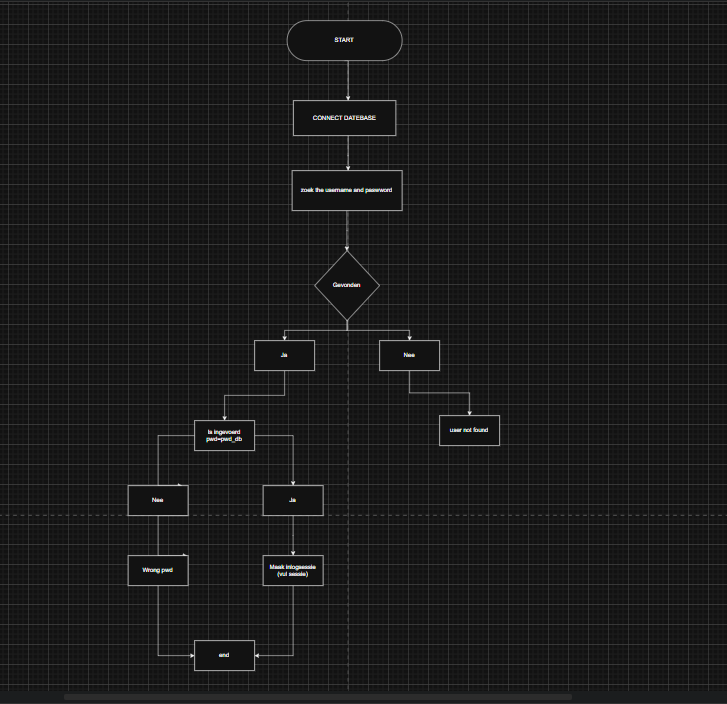 START
CONNECT DATEBASE
zoek the username and password
Gevonden
Ja
Nee
is ingevoerd
pwd=pwd_db
user not found
Nee
Ja
Wrong pwd
Maak inlogsessie
(vul sessie)
end